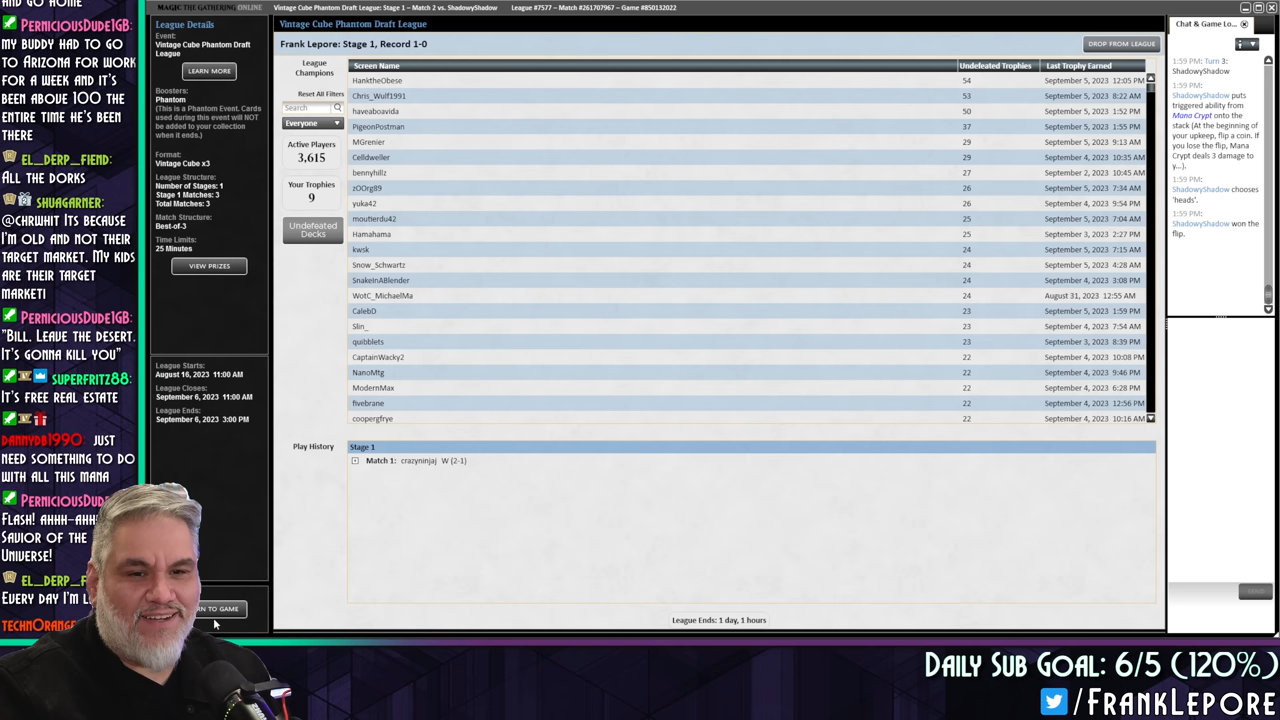 AND GO HOME
PERNICIOUSDUDE1GB:
MY BUDDY HAD TO GO
TO ARIZONA FOR WORK
FOR A WEEK AND IT'S
BEEN ABOUT 100 THE
ENTIRE TIME HE'S BEEN
THERE
EL_DERP_FIEND:
ALL THE DORKS
SHUAGARNER:
@CHRWHIT ITS BECAUSE
I'M OLD AND NOT THEIR
TARGET MARKET. MY KIDS
ARE THEIR TARGET
MARKET!
PERNICIOUSDUDE1GB:
"BILL. LEAVE THE DESERT.
IT'S GONNA KILL YOU"
SUPERFRITZ88:
IT'S FREE REAL ESTATE
DANNYDB1990: JUST
NEED SOMETHING TO DO
WITH ALL THIS MANA
PERNICIOUSDUDE
FLASH! AHHH-AHH
SAVIOR OF THE
UNIVERSE!
EL_DERP_F
EVERY DAY I'M L
TECHNORANGE
MAGIC THE GATHERING ONLINE
Vintage Cube Phantom Draft League: Stage 1 – Match 2 vs. ShadowyShadow League #7577 – Match #261707967 – Game #850132022
League Details
Event:
Vintage Cube Phantom Draft
League
LEARN MORE
Boosters:
Phantom
(This is a Phantom Event. Cards
used during this event will NOT
be added to your collection
when it ends.)
Format:
Vintage Cube x3
League Structure:
Number of Stages: 1
Stage 1 Matches: 3
Total Matches: 3
Match Structure:
Best-of-3
Time Limits:
25 Minutes
VIEW PRIZES
League Starts:
August 16, 2023 11:00 AM
League Closes:
September 6, 2023 11:00 AM
League Ends:
September 6, 2023 3:00 PM
RN TO GAME
Vintage Cube Phantom Draft League
Frank Lepore: Stage 1, Record 1-0
DROP FROM LEAGUE
League
Champions
Reset All Filters
Search
Everyone
Active Players
3,615
Your Trophies
9
Undefeated
Decks
Screen Name Undefeated Trophies Last Trophy Earned
HanktheObese 54 September 5, 2023 12:05 PM
Chris_Wulf1991 53 September 5, 2023 8:22 AM
haveaboavida 50 September 5, 2023 1:52 PM
PigeonPostman 37 September 5, 2023 1:55 PM
MGrenier 29 September 5, 2023 9:13 AM
Celldweller 29 September 4, 2023 10:35 AM
bennyhillz 27 September 2, 2023 10:45 AM
zOOrg89 26 September 5, 2023 7:34 AM
yuka42 26 September 4, 2023 9:54 PM
moutierdu42 25 September 5, 2023 7:04 AM
Hamahama 25 September 3, 2023 2:27 PM
kwsk 24 September 5, 2023 7:15 AM
Snow_Schwartz 24 September 5, 2023 4:28 AM
SnakeInABlender 24 September 4, 2023 3:08 PM
WotC_MichaelMa 24 August 31, 2023 12:55 AM
CalebD 23 September 5, 2023 1:59 PM
Slin_ 23 September 4, 2023 7:54 AM
quibblets 23 September 3, 2023 8:39 PM
CaptainWacky2 22 September 4, 2023 10:08 PM
NanoMtg 22 September 4, 2023 9:46 PM
ModernMax 22 September 4, 2023 6:28 PM
fivebrane 22 September 4, 2023 12:56 PM
coopergfrye 22 September 4, 2023 10:16 AM
Play History
Stage 1
Match 1: crazyninjaj W (2-1)
League Ends: 1 day, 1 hours
Chat & Game Lo...
1:59 PM: Turn 3:
ShadowyShadow
1:59 PM:
ShadowyShadow puts
triggered ability from
Mana Crypt onto the
stack (At the beginning of
your upkeep, flip a coin. If
you lose the flip, Mana
Crypt deals 3 damage to
y...).
1:59 PM:
ShadowyShadow chooses
'heads'.
1:59 PM:
ShadowyShadow won the
flip.
SEND
DAILY SUB GOAL: 6/5 (120%)
/FRANKLEPORE